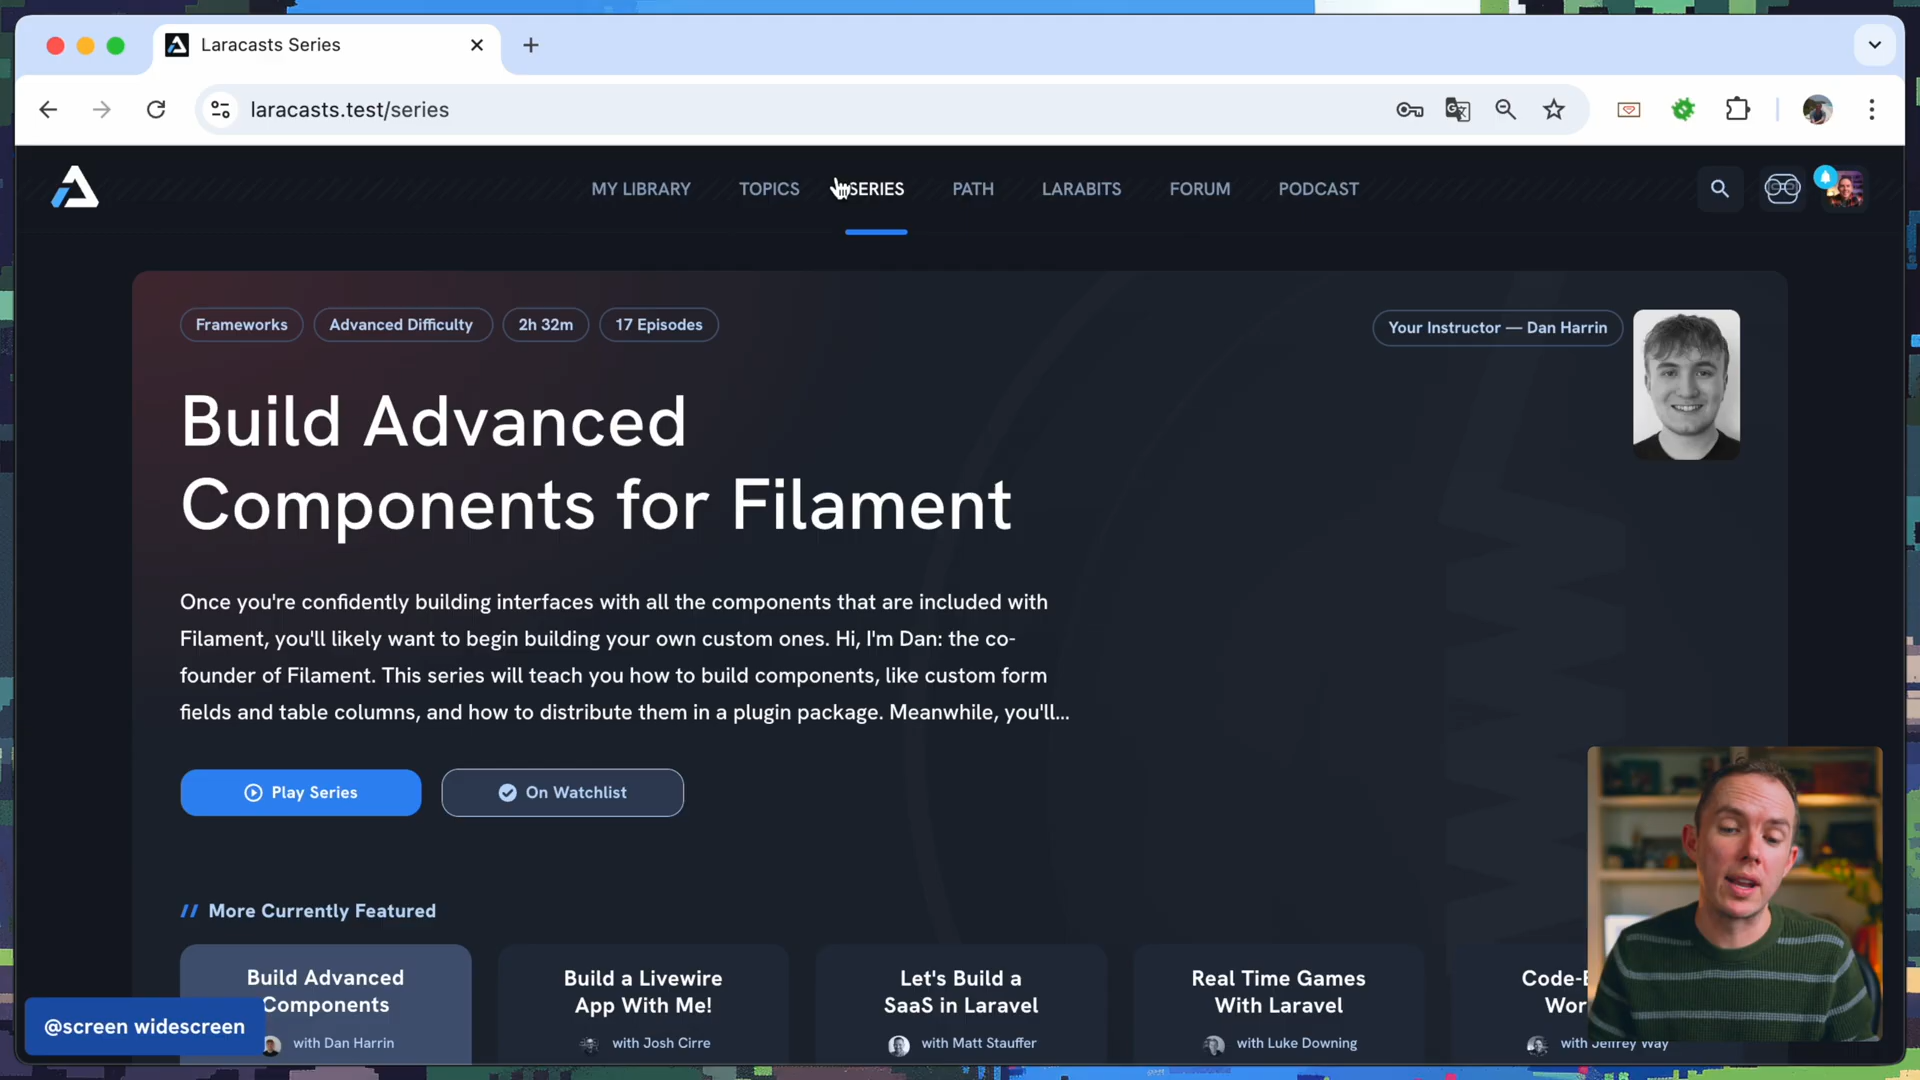 Laracasts Series
laracasts.test/series
MY LIBRARY
TOPICS
SERIES
PATH
LARABITS
FORUM
PODCAST
Frameworks
Advanced Difficulty
2h 32m
17 Episodes
Your Instructor — Dan Harrin
Build Advanced
Components for Filament
Once you're confidently building interfaces with all the components that are included with
Filament, you'll likely want to begin building your own custom ones. Hi, I'm Dan: the co-
founder of Filament. This series will teach you how to build components, like custom form
fields and table columns, and how to distribute them in a plugin package. Meanwhile, you'll...
Play Series
On Watchlist
// More Currently Featured
Build Advanced
Components
with Dan Harrin
Build a Livewire
App With Me!
with Josh Cirre
Let's Build a
SaaS in Laravel
with Matt Stauffer
Real Time Games
With Laravel
with Luke Downing
with Jeffrey Way
@screen widescreen